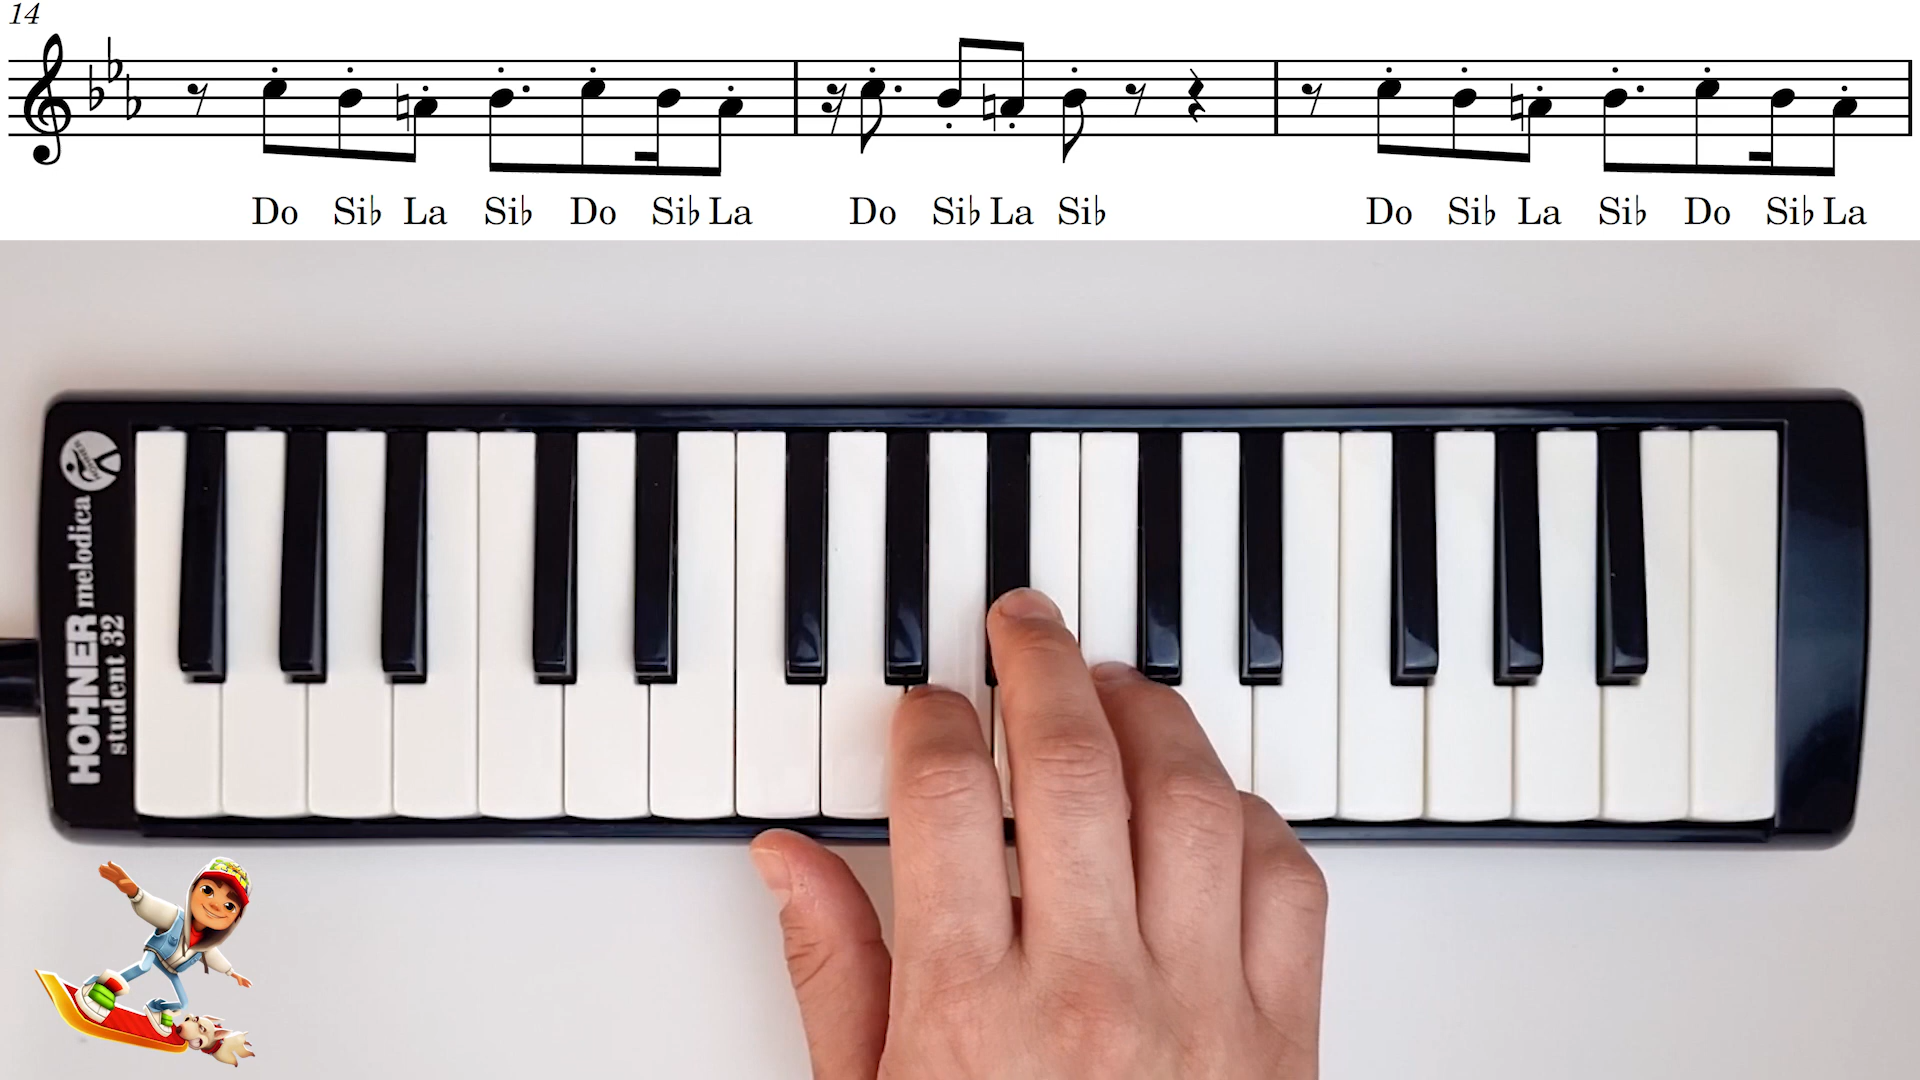 14
Do Si♭ La Si♭ Do Si♭ La Do Si♭ La Si♭ Do Si♭ La Si♭ Do Si♭ La
HOHNER melodica
student 32